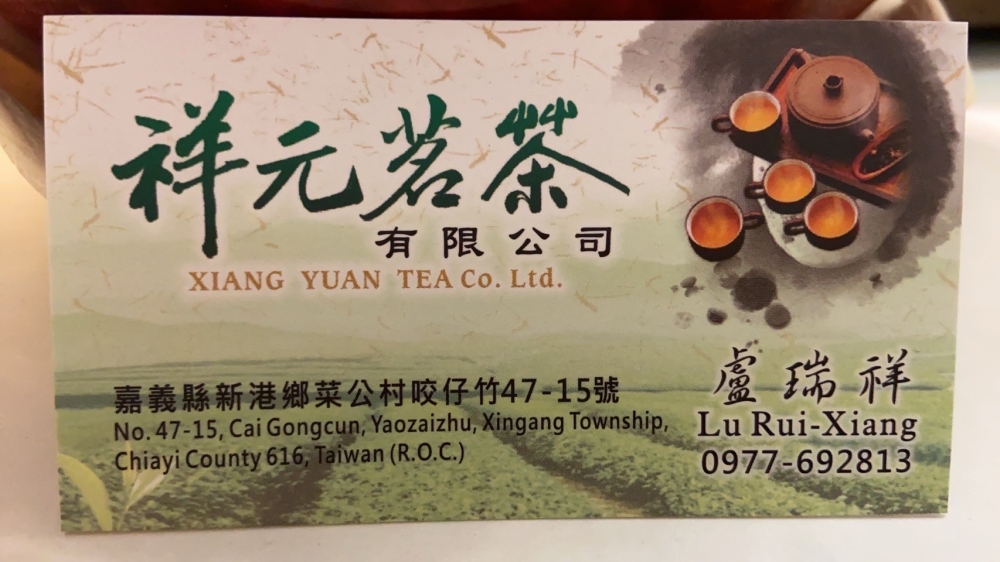 祥元茗茶
有限公司
XIANG YUAN TEA Co. Ltd.
嘉義縣新港鄉菜公村咬仔竹47-15號
No. 47-15, Cai Gongcun, Yaozaizhu, Xingang Township,
Chiayi County 616, Taiwan (R.O.C.)
盧瑞祥
Lu Rui-Xiang
0977-692813